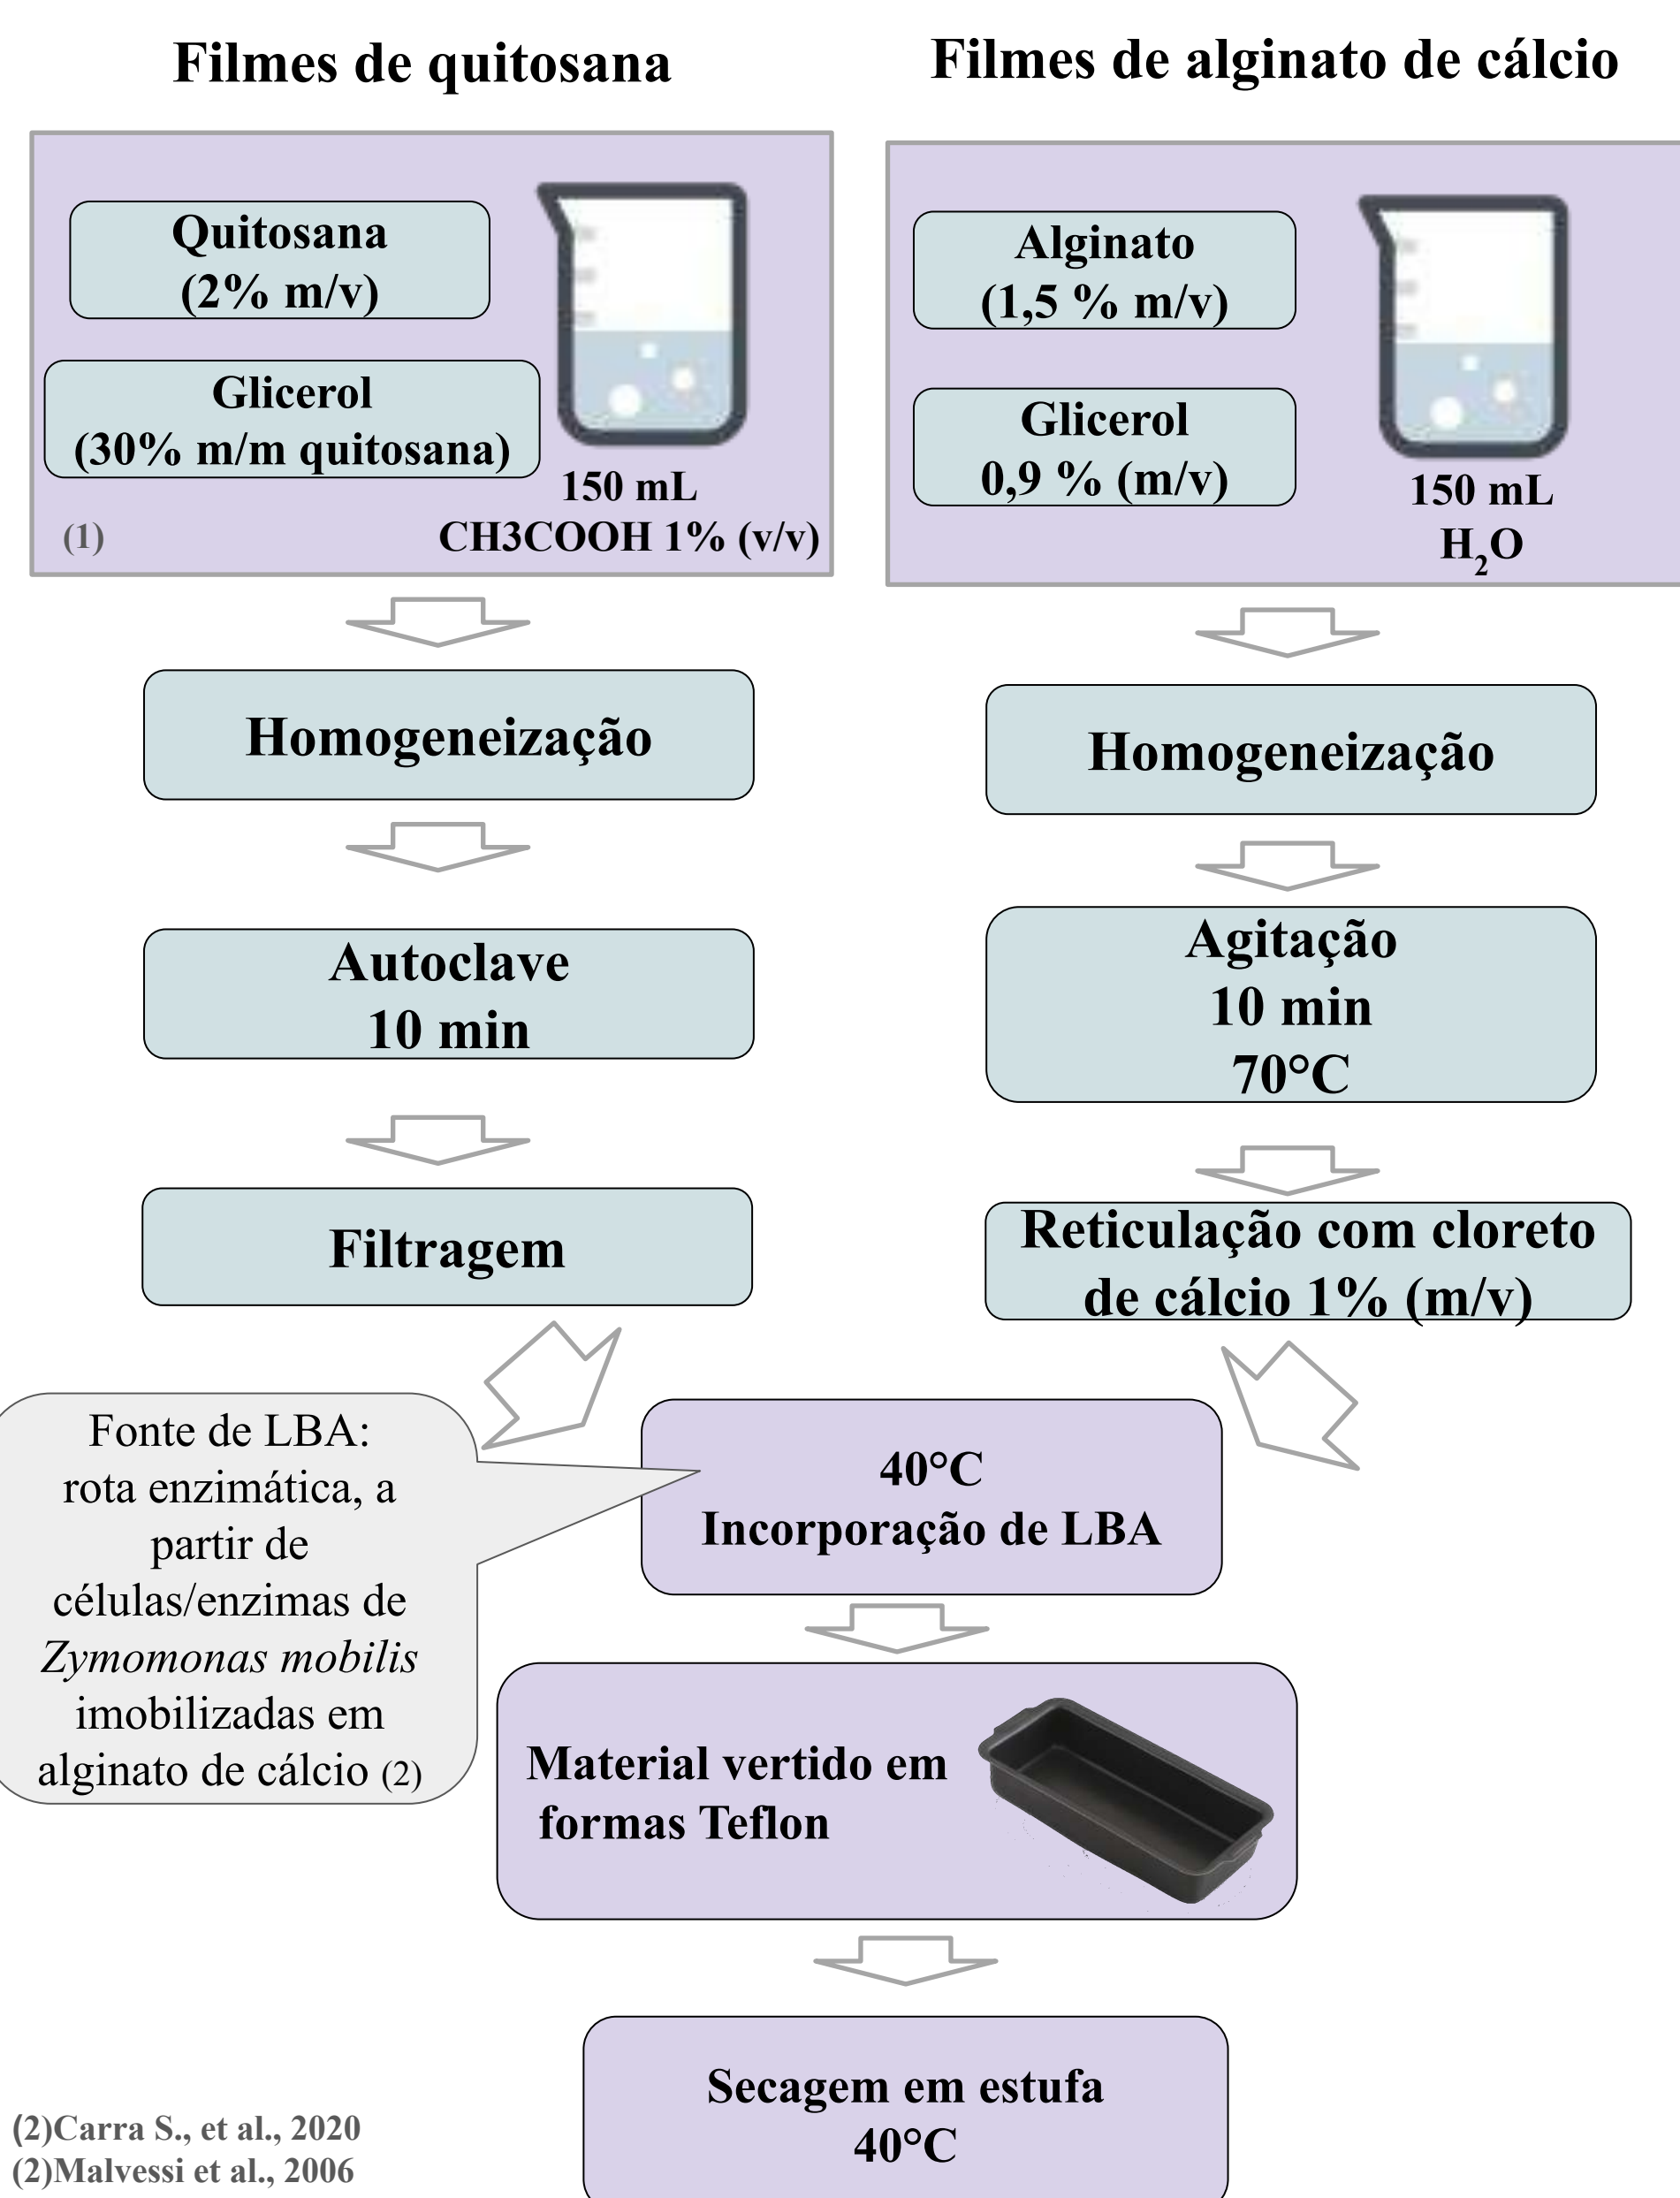 Filmes de quitosana
Quitosana
(2% m/v)
Glicerol
(30% m/m quitosana)
150 mL
CH3COOH 1% (v/v)
(1)
Homogeneização
Autoclave
10 min
Filtragem
Filmes de alginato de cálcio
Alginato
(1,5 % m/v)
Glicerol
0,9 % (m/v)
150 mL
H₂O
Homogeneização
Agitação
10 min
70°C
Reticulação com cloreto
de cálcio 1% (m/v)
Fonte de LBA:
rota enzimática, a
partir de
células/enzimas de
Zymomonas mobilis
imobilizadas em
alginato de cálcio (2)
40°C
Incorporação de LBA
Material vertido em
formas Teflon
Secagem em estufa
40°C
(2)Carra S., et al., 2020
(2)Malvessi et al., 2006